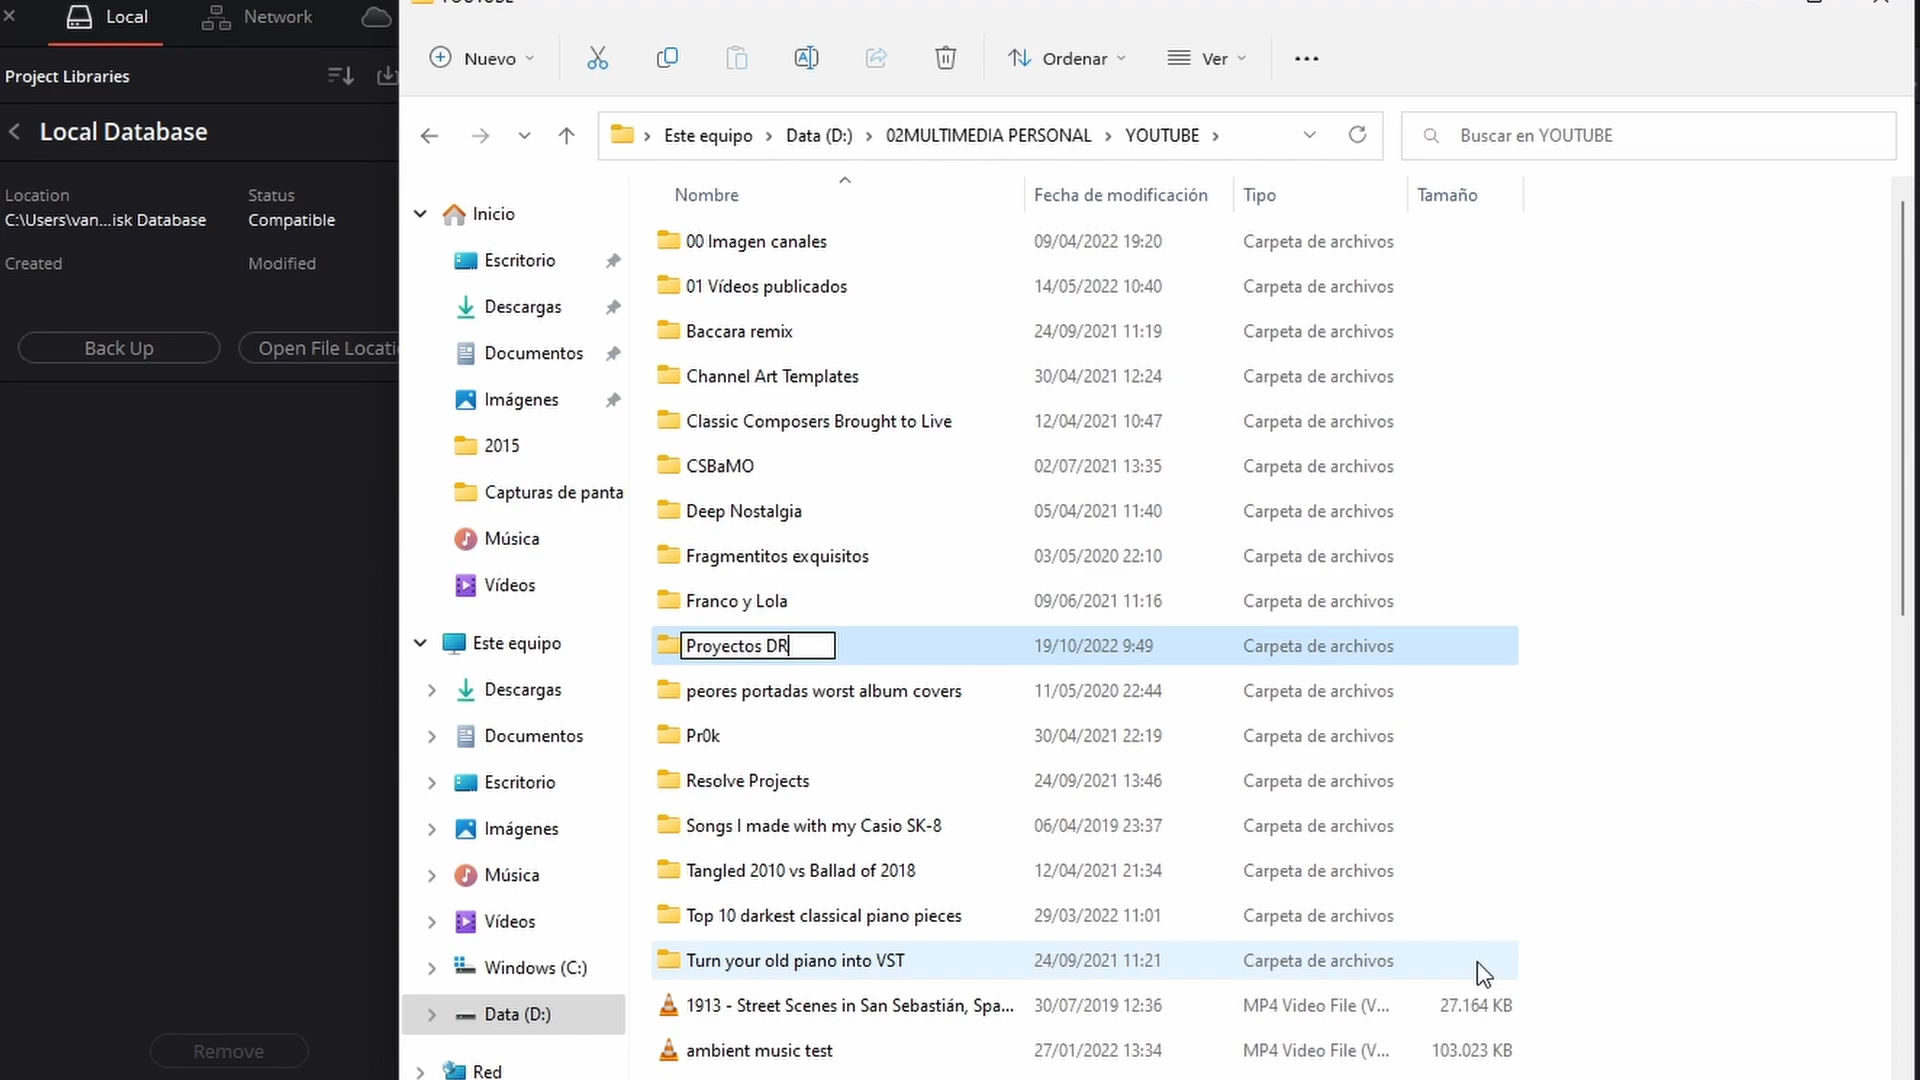 Local
Network
Project Libraries
Local Database
Location
Status
C:\Users\van...isk Database
Compatible
Created
Modified
Back Up
Open File Locati
Remove
Nuevo
Ordenar
Ver
Este equipo
Data (D:)
02MULTIMEDIA PERSONAL
YOUTUBE
Buscar en YOUTUBE
Inicio
Escritorio
Descargas
Documentos
Imágenes
2015
Capturas de panta
Música
Vídeos
Este equipo
Descargas
Documentos
Escritorio
Imágenes
Música
Vídeos
Windows (C:)
Data (D:)
Red
Nombre Fecha de modificación Tipo Tamaño
00 Imagen canales 09/04/2022 19:20 Carpeta de archivos
01 Vídeos publicados 14/05/2022 10:40 Carpeta de archivos
Baccara remix 24/09/2021 11:19 Carpeta de archivos
Channel Art Templates 30/04/2021 12:24 Carpeta de archivos
Classic Composers Brought to Live 12/04/2021 10:47 Carpeta de archivos
CSBaMO 02/07/2021 13:35 Carpeta de archivos
Deep Nostalgia 05/04/2021 11:40 Carpeta de archivos
Fragmentitos exquisitos 03/05/2020 22:10 Carpeta de archivos
Franco y Lola 09/06/2021 11:16 Carpeta de archivos
Proyectos DR 19/10/2022 9:49 Carpeta de archivos
peores portadas worst album covers 11/05/2020 22:44 Carpeta de archivos
Pr0k 30/04/2021 22:19 Carpeta de archivos
Resolve Projects 24/09/2021 13:46 Carpeta de archivos
Songs I made with my Casio SK-8 06/04/2019 23:37 Carpeta de archivos
Tangled 2010 vs Ballad of 2018 12/04/2021 21:34 Carpeta de archivos
Top 10 darkest classical piano pieces 29/03/2022 11:01 Carpeta de archivos
Turn your old piano into VST 24/09/2021 11:21 Carpeta de archivos
1913 - Street Scenes in San Sebastián, Spa... 30/07/2019 12:36 MP4 Video File (V... 27.164 KB
ambient music test 27/01/2022 13:34 MP4 Video File (V... 103.023 KB